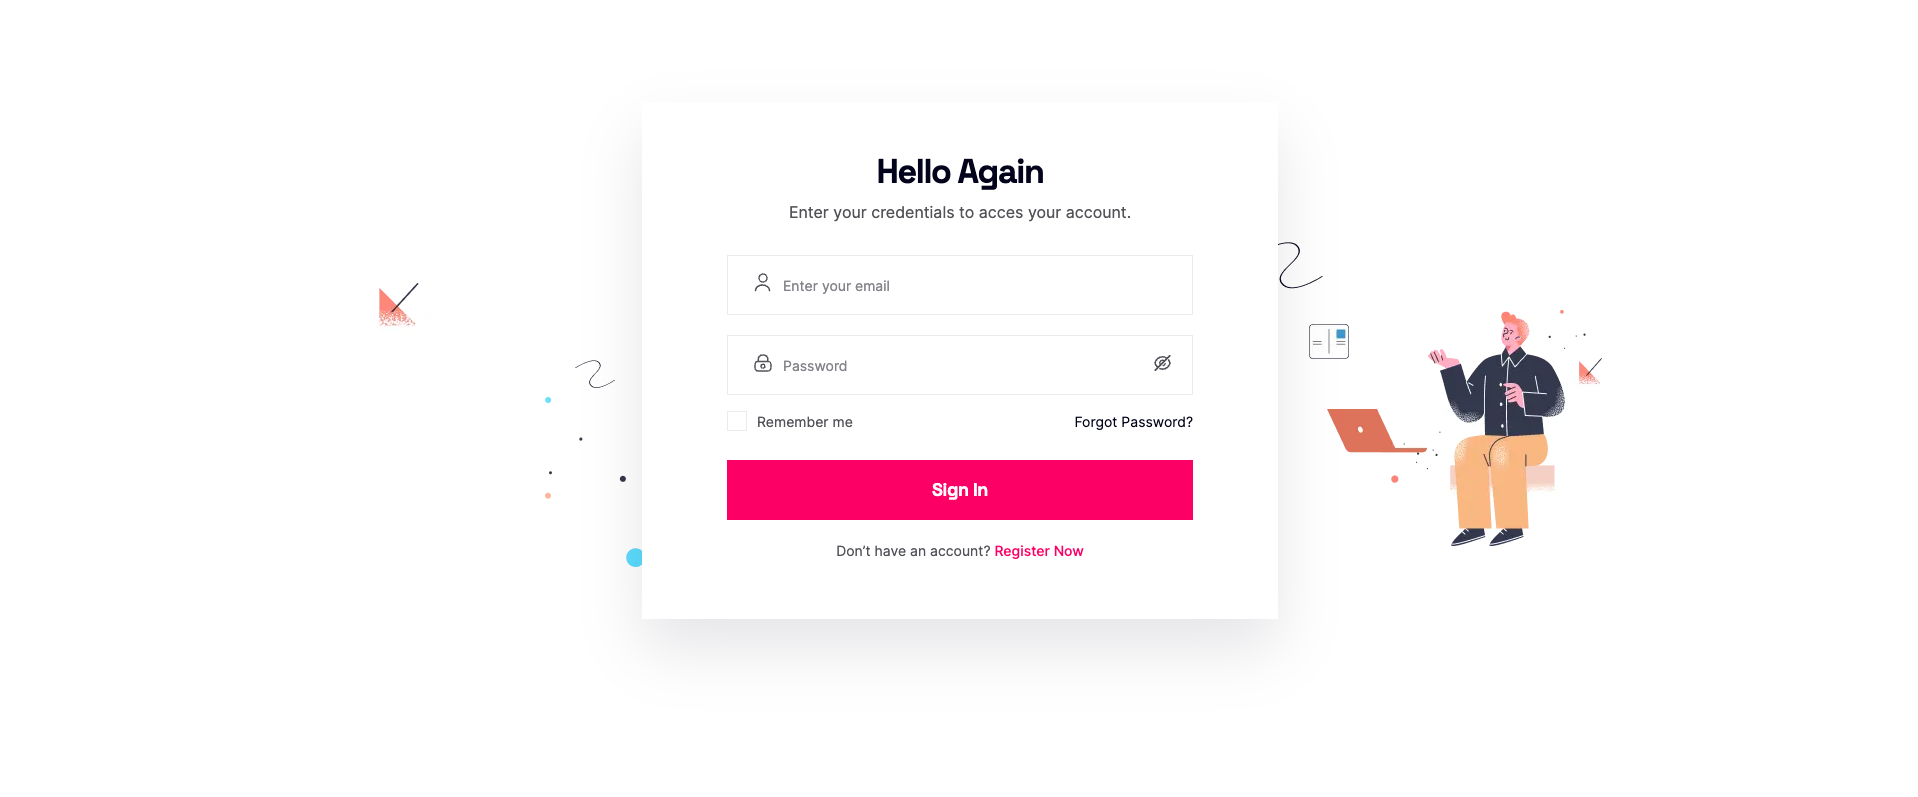 Hello Again
Enter your credentials to acces your account.
Enter your email
Password
Remember me
Forgot Password?
Sign In
Don’t have an account? Register Now